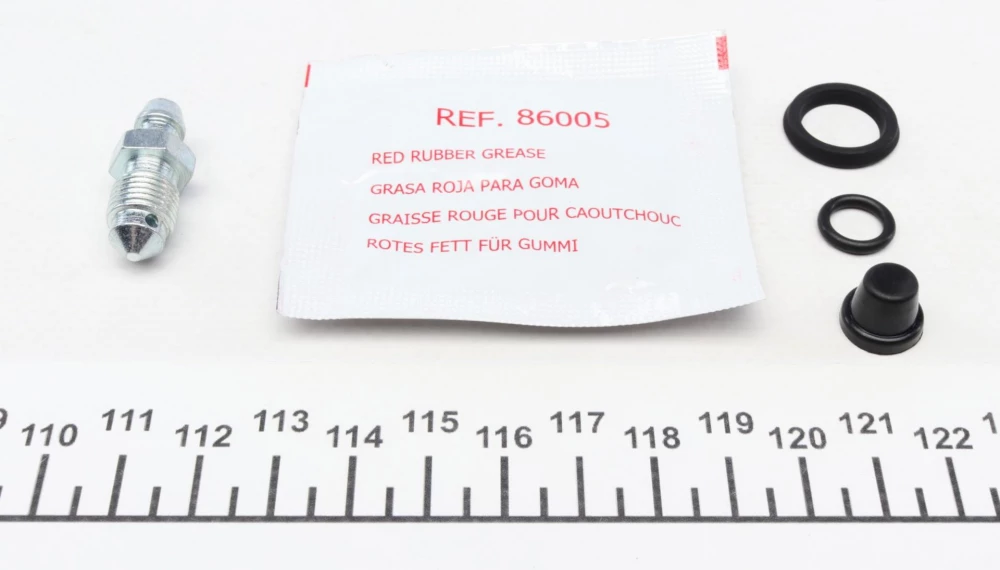 REF. 86005
RED RUBBER GREASE
GRASA ROJA PARA GOMA
GRAISSE ROUGE POUR CAOUTCHOUC
ROTES FETT FÜR GUMMI
110 111 112 113 114 115 116 117 118 119 120 121 122